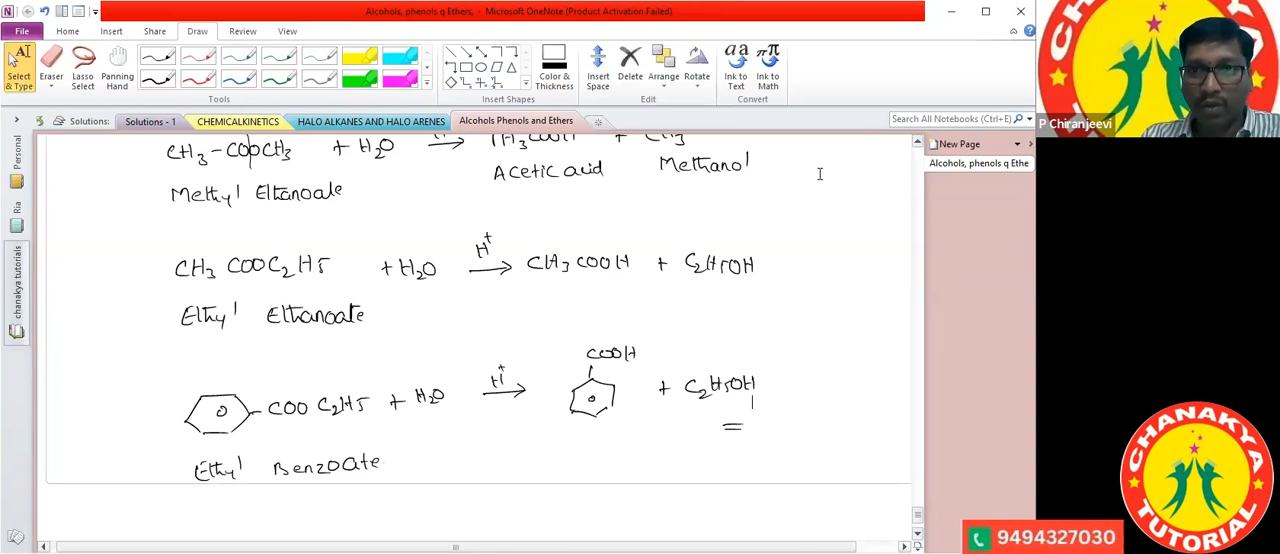 Alcohols, phenols q Ethers, - Microsoft OneNote (Product Activation Failed)
File Home Insert Share Draw Review View
Select & Type Eraser Lasso Select Panning Hand Color & Thickness Insert Space Delete Arrange Rotate Ink to Text Ink to Math
Tools Insert Shapes Edit Convert
Solutions: Solutions - 1 CHEMICALKINETICS HALO ALKANES AND HALO ARENES Alcohols Phenols and Ethers Search All Notebooks (Ctrl+E)
New Page
Alcohols, phenols q Ethe
Personal
Ria
chanakya tutorials
CH3-COOCH3 + H2O
Acetic acid Methanol
Methyl Ethanoate
CH3 COOC2H5 + H2O H+ → CH3COOH + C2H5OH
Ethyl Ethanoate
COOH
COO C2H5 + H2O H+ → + C2H5OH
Ethyl Benzoate
P Chiranjeevi
CHANAKYA
TUTORIAL
9494327030